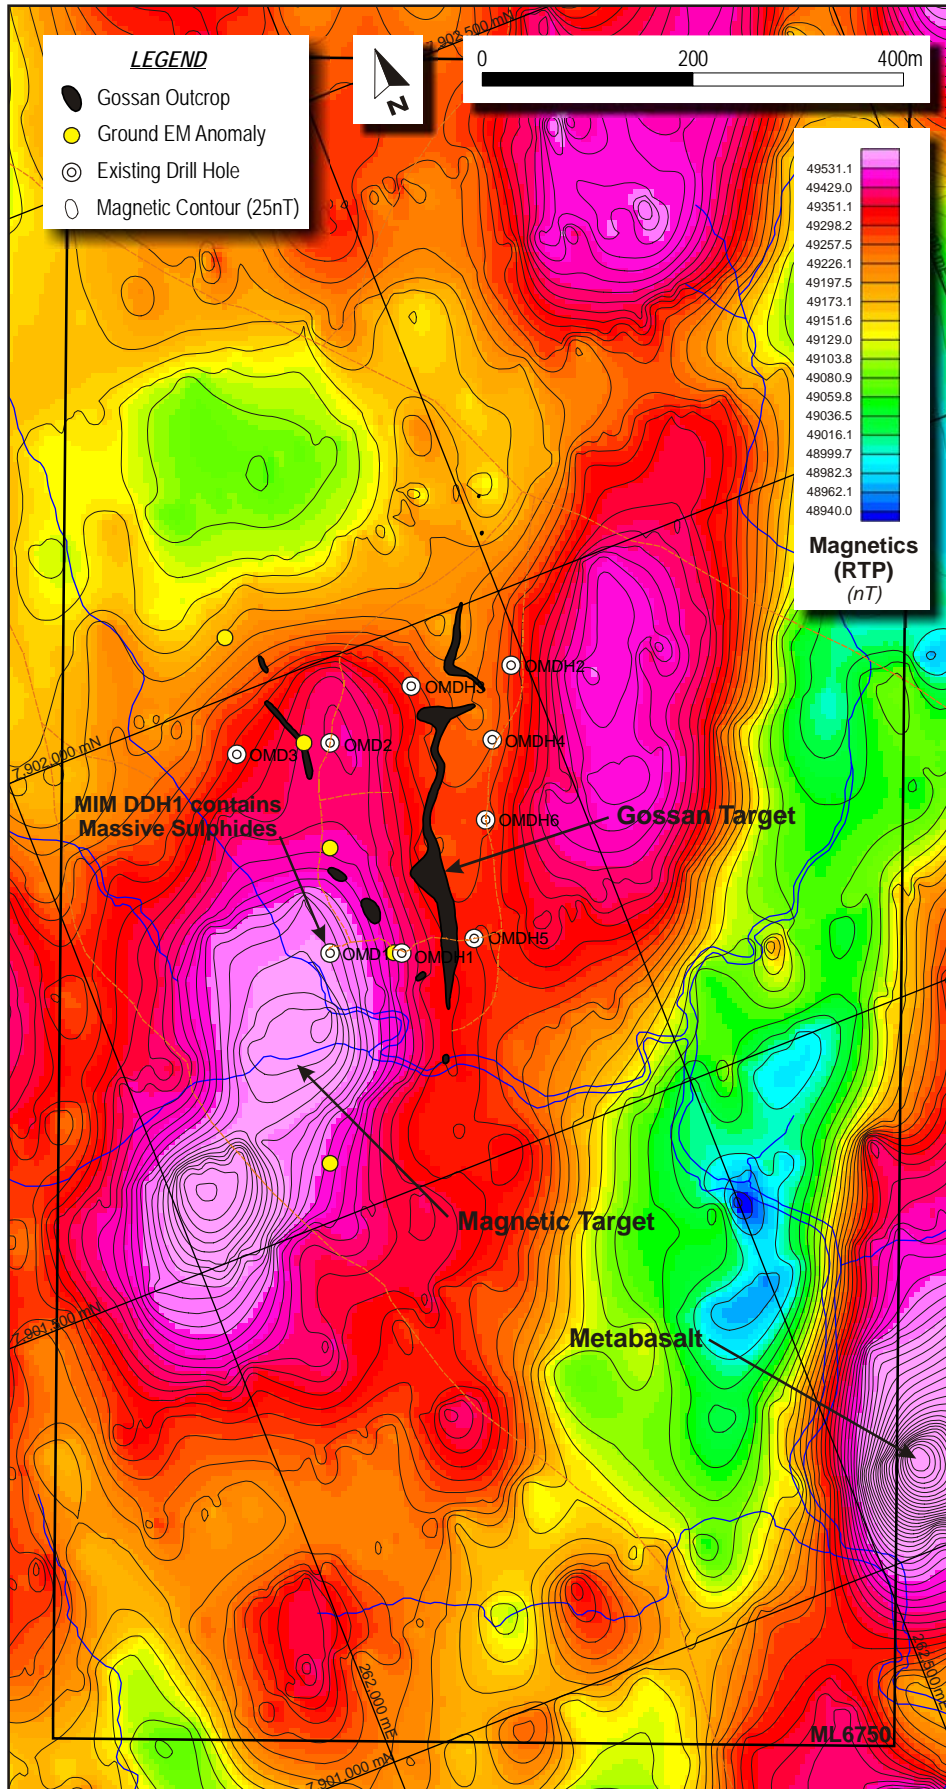 7,902,500 mN
LEGEND
Gossan Outcrop
Ground EM Anomaly
Existing Drill Hole
Magnetic Contour (25nT)
N
0 200 400m
49531.1
49429.0
49351.1
49298.2
49257.5
49226.1
49197.5
49173.1
49151.6
49129.0
49103.8
49080.9
49059.8
49036.5
49016.1
48999.7
48982.3
48962.1
48940.0
Magnetics
(RTP)
(nT)
OMDH2
OMDH3
OMD2
OMDH4
OMD3
7,902,000 mN
MIM DDH1 contains
Massive Sulphides
Gossan Target
OMDH6
OMDH5
OMD1
OMDH1
Magnetic Target
7,901,500 mN
Metabasalt
262,000 mE
262,500 mE
ML6750
7,901,000 mN